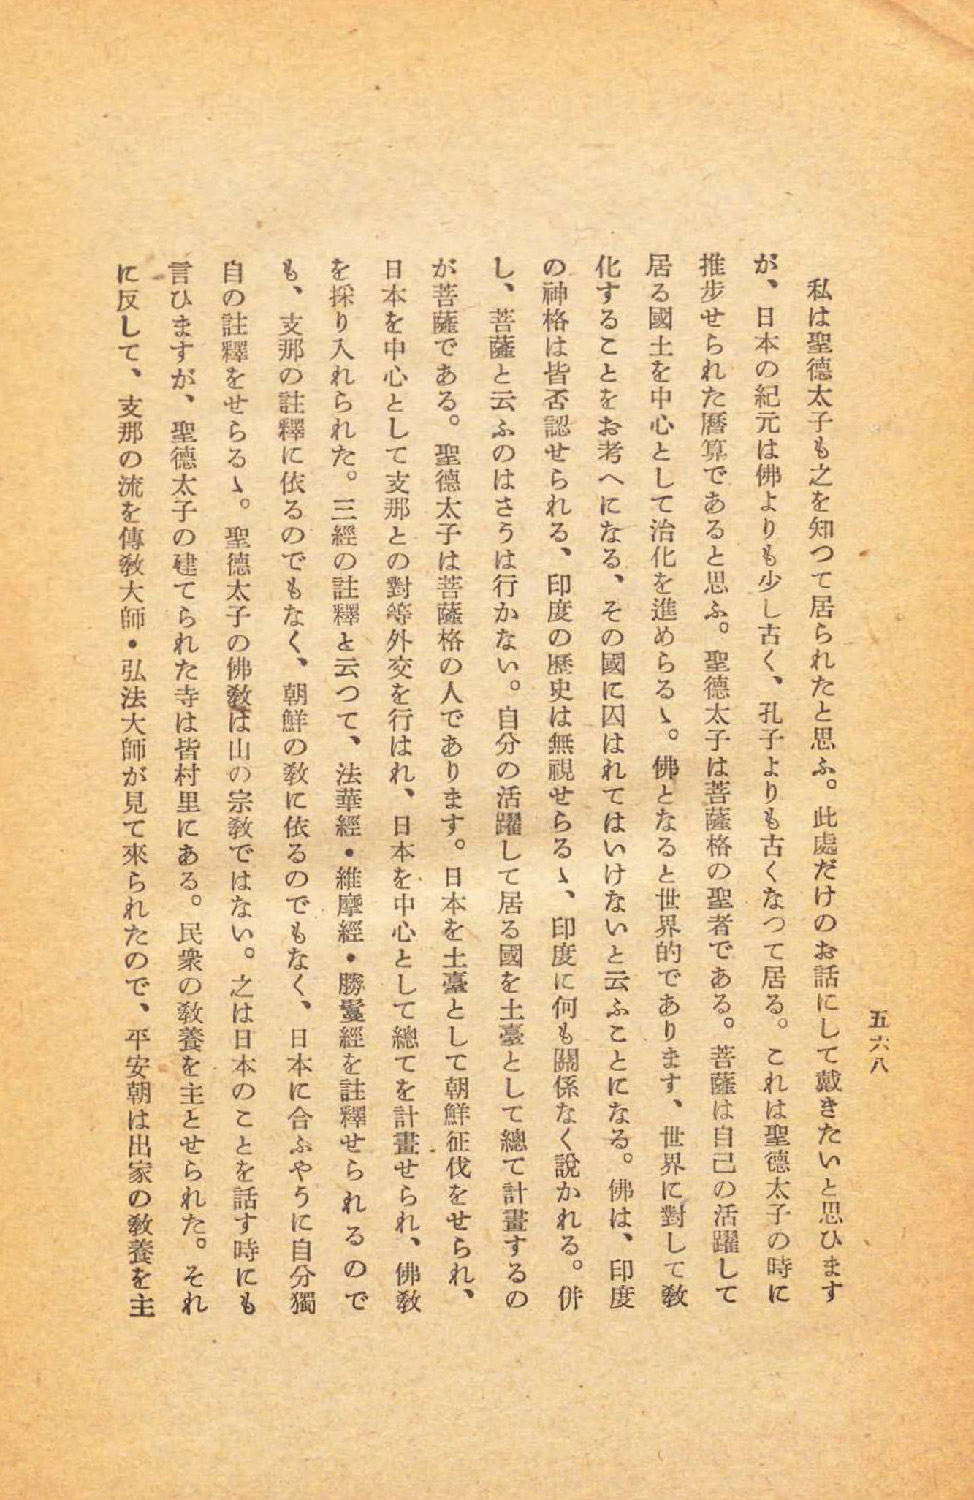 五六八
私は聖德太子も之を知つて居られたと思ふ。此處だけのお話にして戴きたいと思ひます
が、日本の紀元は佛よりも少し古く、孔子よりも古くなつて居る。これは聖德太子の時に
推步せられた曆算であると思ふ。聖德太子は菩薩格の聖者である。菩薩は自己の活躍して
居る國土を中心として治化を進めらるゝ。佛となると世界的であります、世界に對して敎
化することをお考へになる、その國に囚はれてはいけないと云ふことになる。佛は、印度
の神格は皆否認せられる、印度の歷史は無視せらるゝ、印度に何も關係なく說かれる。併
し、菩薩と云ふのはさうは行かない。自分の活躍して居る國を土臺として總て計畫するの
が菩薩である。聖德太子は菩薩格の人であります。日本を土臺として朝鮮征伐をせられ、
日本を中心として支那との對等外交を行はれ、日本を中心として總てを計畫せられ、佛敎
を採り入れられた。三經の註釋と云つて、法華經・維摩經・勝鬘經を註釋せられるので
も、支那の註釋に依るのでもなく、朝鮮の敎に依るのでもなく、日本に合ふやうに自分獨
自の註釋をせらるゝ。聖德太子の佛敎は山の宗敎ではない。之は日本のことを話す時にも
言ひますが、聖德太子の建てられた寺は皆村里にある。民衆の敎養を主とせられた。それ
に反して、支那の流を傳敎大師・弘法大師が見て來られたので、平安朝は出家の敎養を主